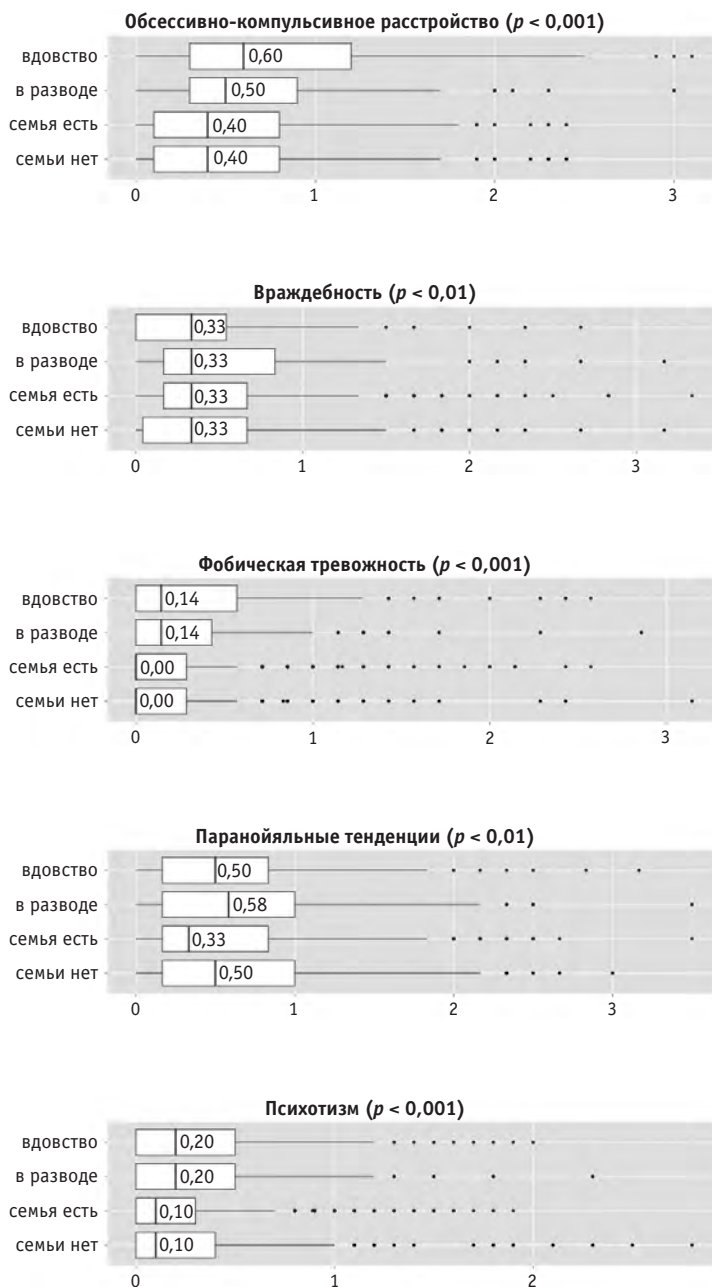 Обсессивно-компульсивное расстройство (p < 0,001)
вдовство 0,60
в разводе 0,50
семья есть 0,40
семьи нет 0,40
0 1 2 3
Враждебность (p < 0,01)
вдовство 0,33
в разводе 0,33
семья есть 0,33
семьи нет 0,33
0 1 2 3
Фобическая тревожность (p < 0,001)
вдовство 0,14
в разводе 0,14
семья есть 0,00
семьи нет 0,00
0 1 2 3
Паранойяльные тенденции (p < 0,01)
вдовство 0,50
в разводе 0,58
семья есть 0,33
семьи нет 0,50
0 1 2 3
Психотизм (p < 0,001)
вдовство 0,20
в разводе 0,20
семья есть 0,10
семьи нет 0,10
0 1 2